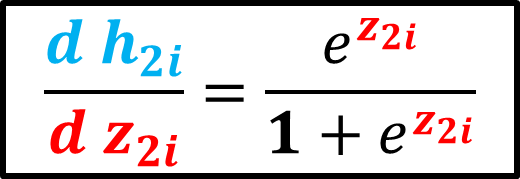 d h₂ᵢ / d z₂ᵢ = e^(z₂ᵢ) / (1 + e^(z₂ᵢ))